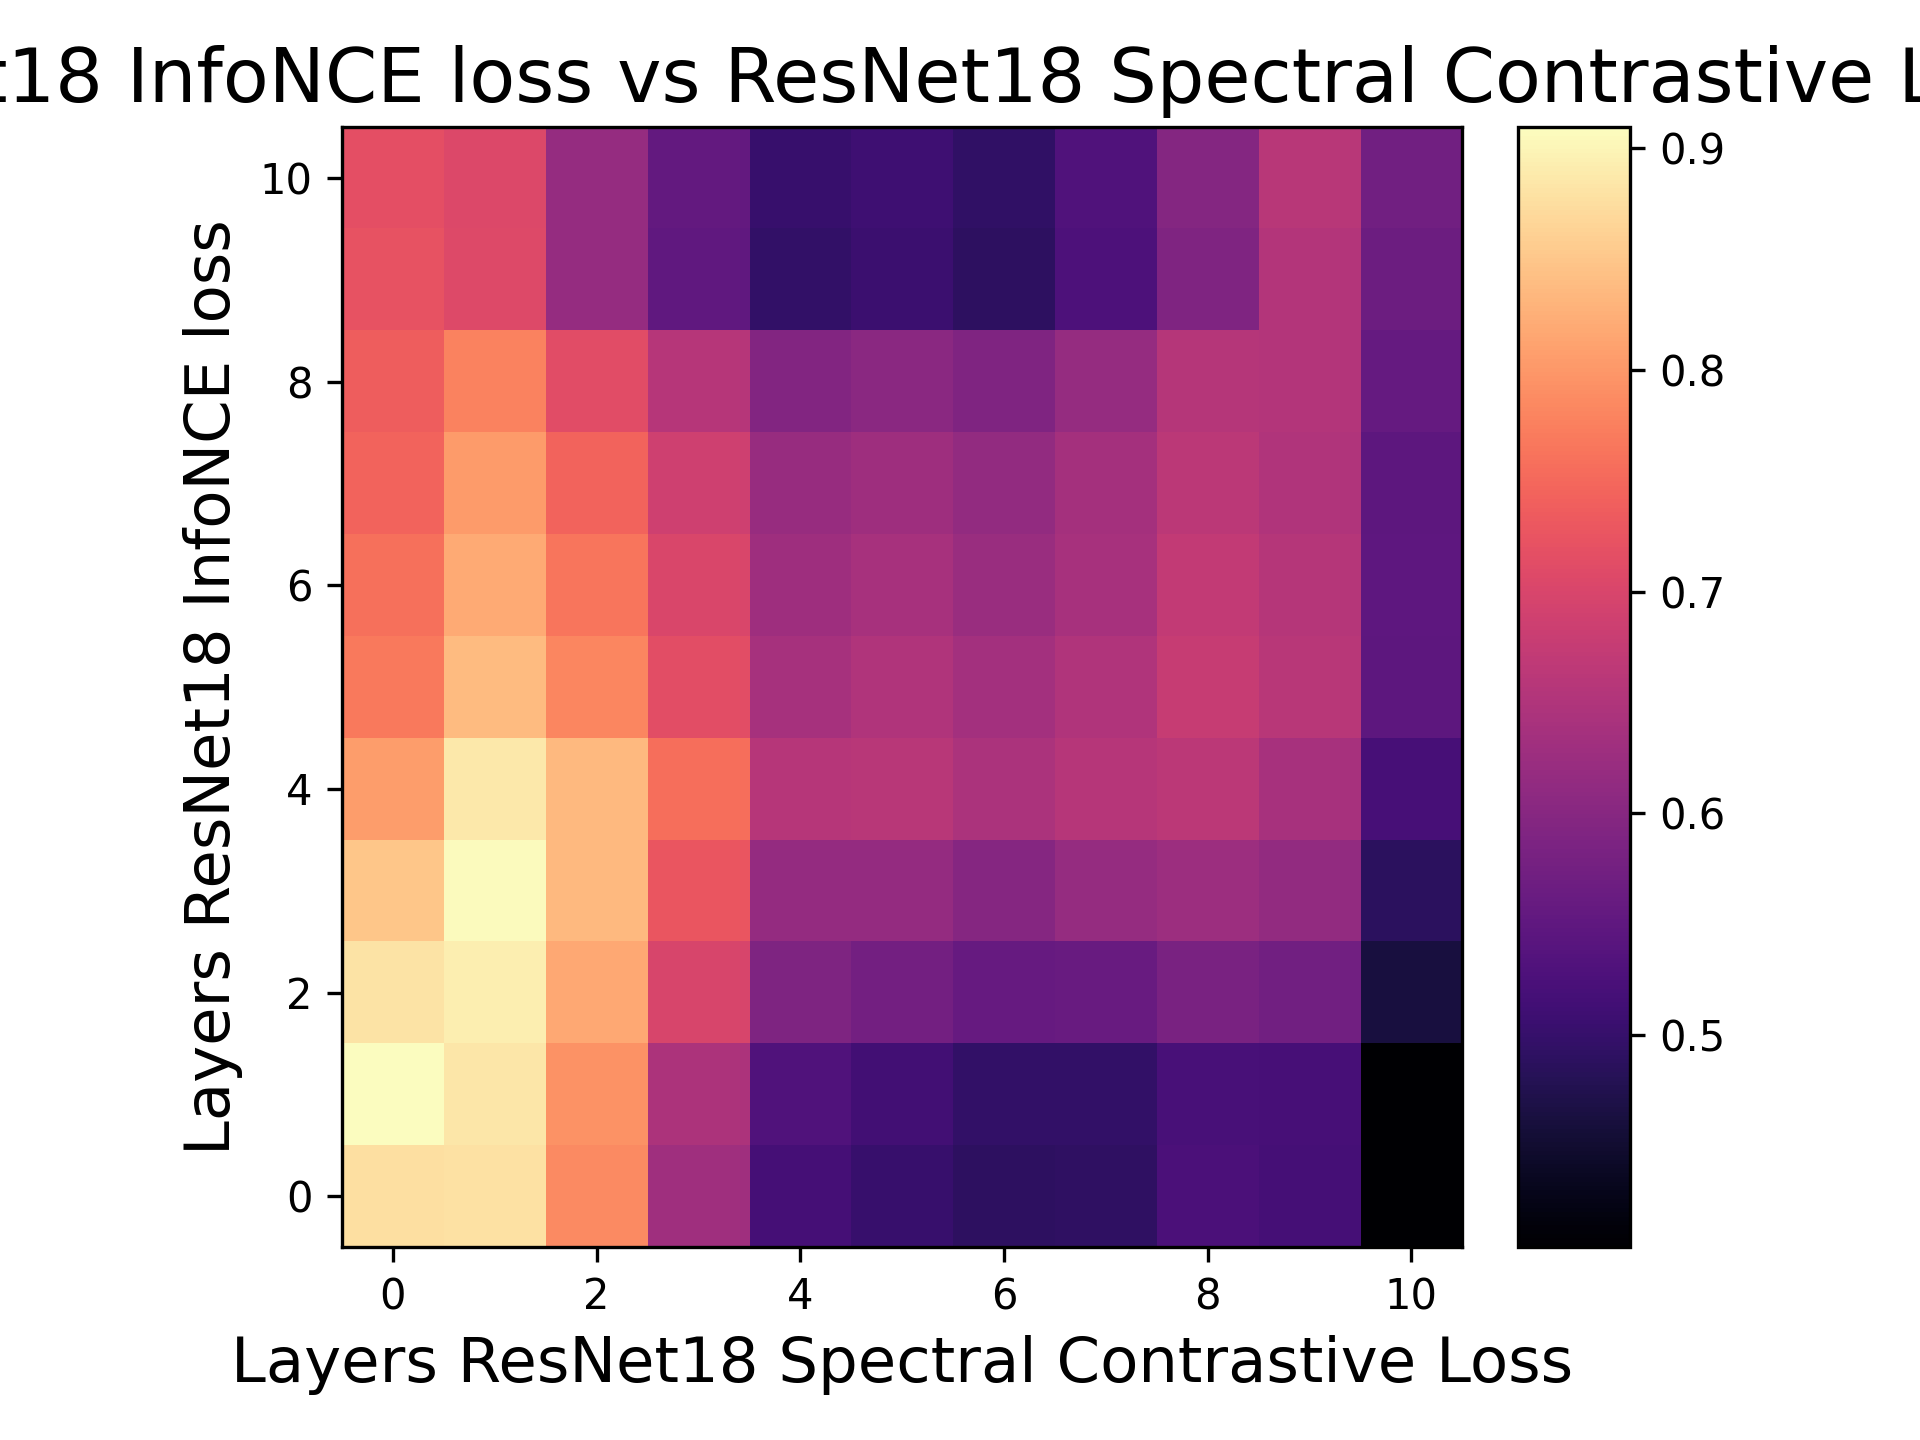 t18 InfoNCE loss vs ResNet18 Spectral Contrastive L
Layers ResNet18 InfoNCE loss
10
8
6
4
2
0
0 2 4 6 8 10
Layers ResNet18 Spectral Contrastive Loss
0.9
0.8
0.7
0.6
0.5